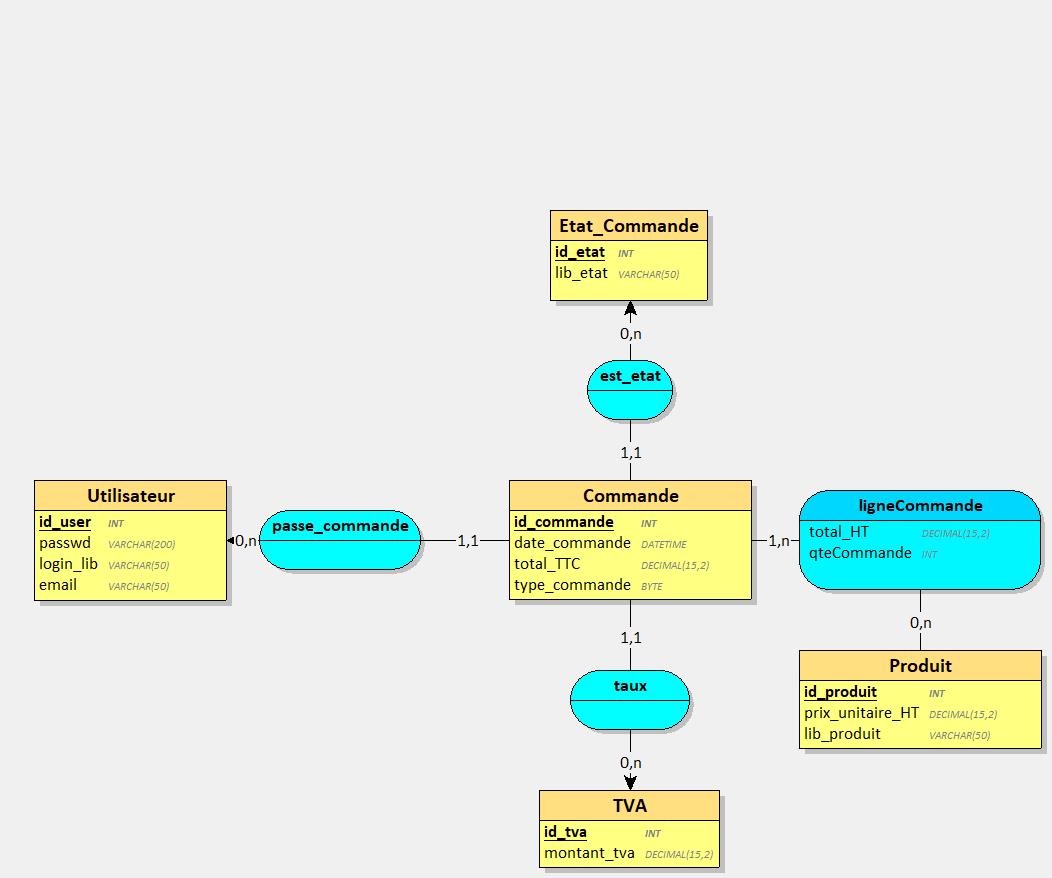 Etat_Commande
id_etat INT
lib_etat VARCHAR(50)
0,n
est_etat
1,1
Utilisateur
id_user INT
passwd VARCHAR(200)
login_lib VARCHAR(50)
email VARCHAR(50)
0,n
passe_commande
1,1
Commande
id_commande INT
date_commande DATETIME
total_TTC DECIMAL(15,2)
type_commande BYTE
1,n
ligneCommande
total_HT DECIMAL(15,2)
qteCommande INT
0,n
Produit
id_produit INT
prix_unitaire_HT DECIMAL(15,2)
lib_produit VARCHAR(50)
1,1
taux
0,n
TVA
id_tva INT
montant_tva DECIMAL(15,2)